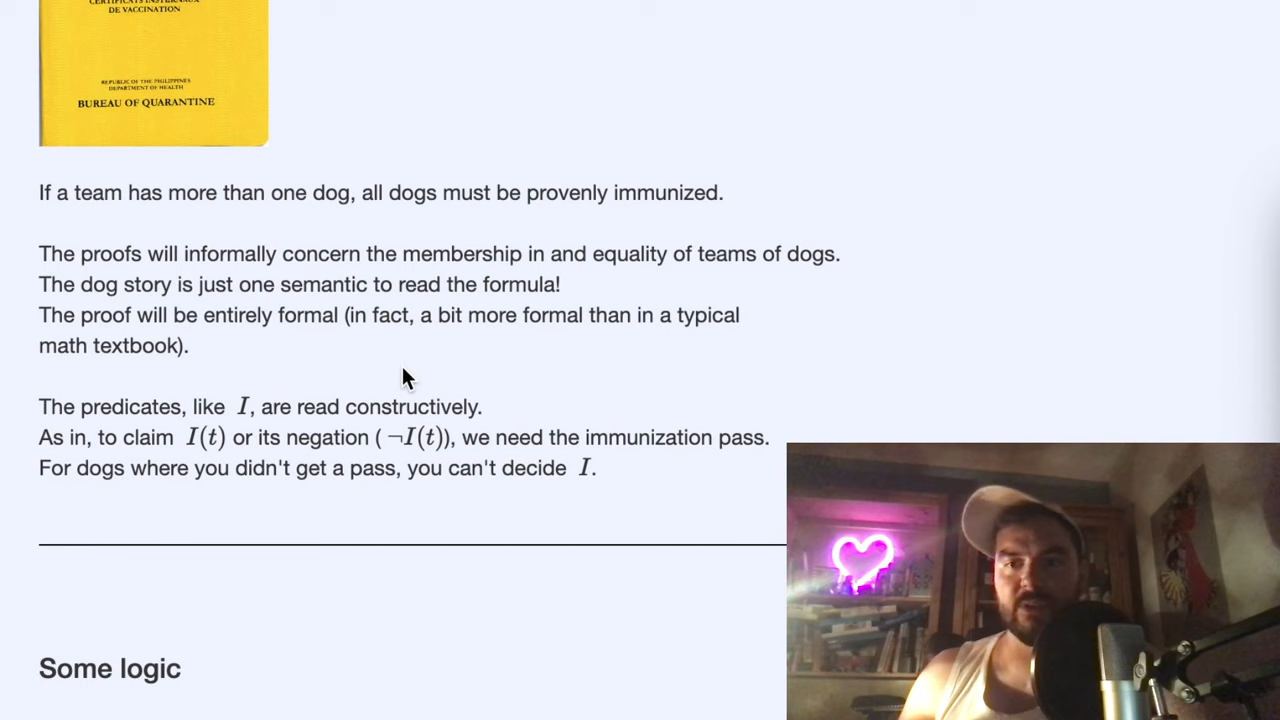 CERTIFICATS INSTERNAUX
DE VACCINATION
REPUBLIC OF THE PHILIPPINES
DEPARTMENT OF HEALTH
BUREAU OF QUARANTINE
If a team has more than one dog, all dogs must be provenly immunized.
The proofs will informally concern the membership in and equality of teams of dogs.
The dog story is just one semantic to read the formula!
The proof will be entirely formal (in fact, a bit more formal than in a typical
math textbook).
The predicates, like I, are read constructively.
As in, to claim I(t) or its negation (¬I(t)), we need the immunization pass.
For dogs where you didn't get a pass, you can't decide I.
Some logic